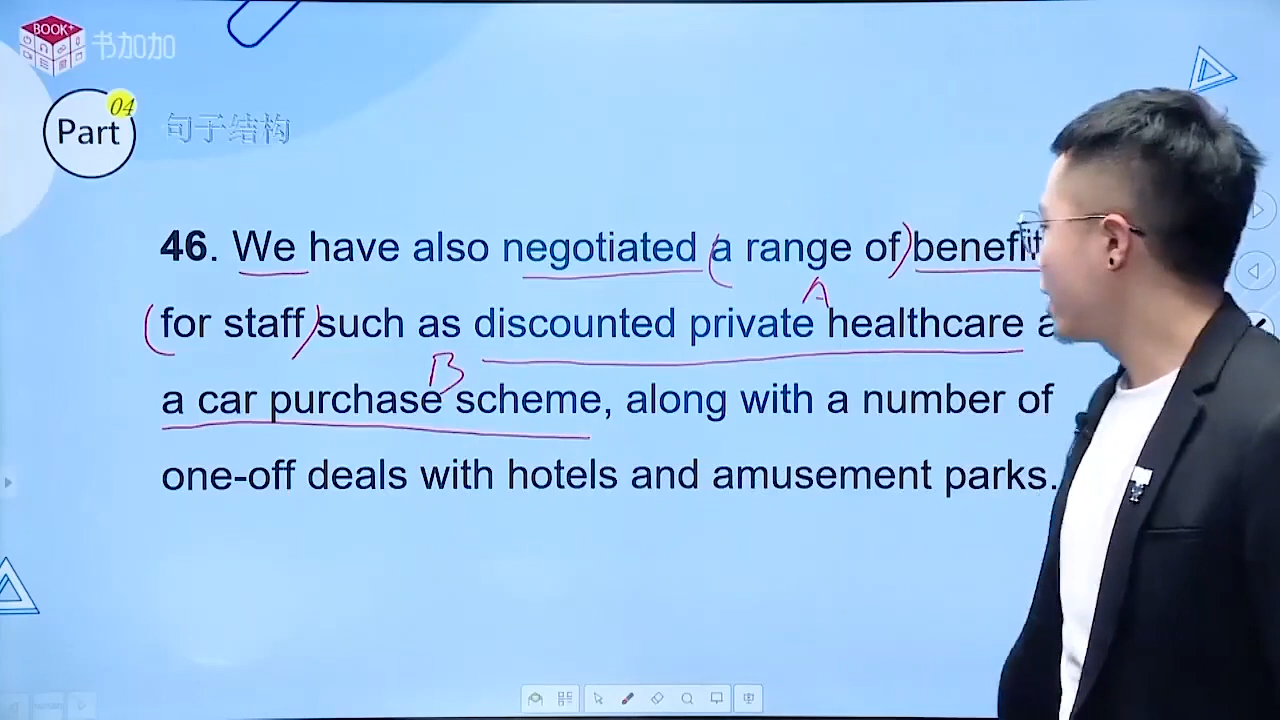 BOOK+
书加加
Part
04
句子结构
46. We have also negotiated (a range of) benefit
A
(for staff) such as discounted private healthcare a
B
a car purchase scheme, along with a number of
one-off deals with hotels and amusement parks.